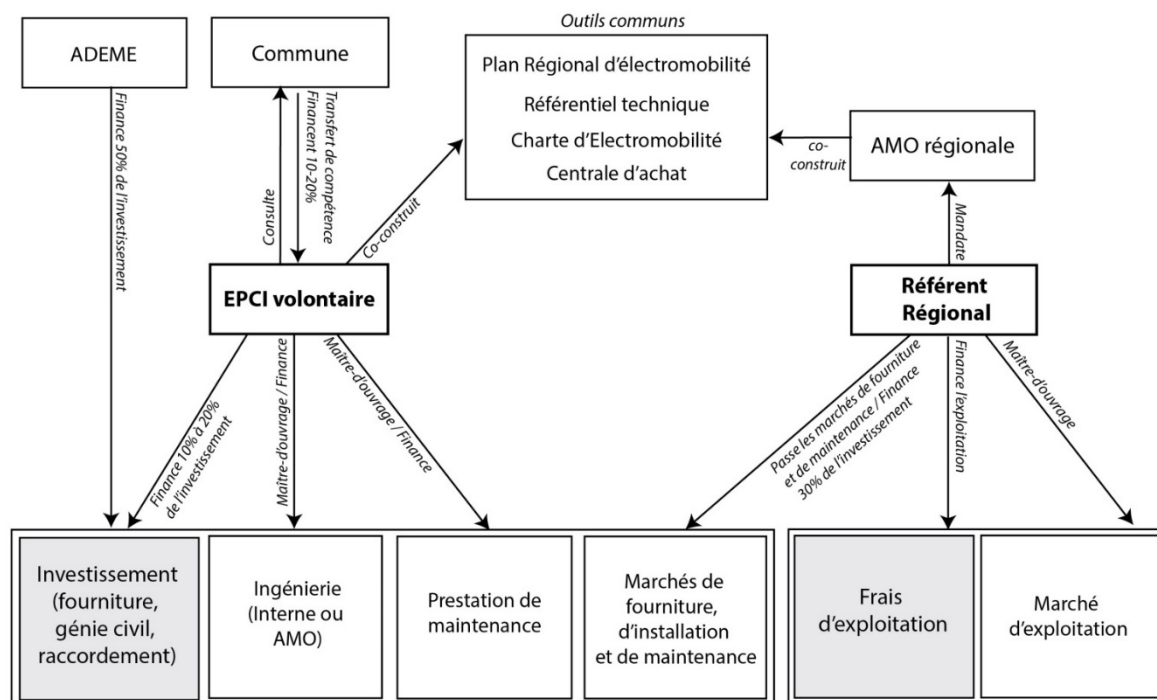 Outils communs
ADEME
Commune
Plan Régional d'électromobilité
Référentiel technique
Charte d'Electromobilité
Centrale d'achat
AMO régionale
co-
construit
Finance 50% de l'investissement
Consulte
Transfert de compétence
Financent 10-20%
Co-construit
Mandate
EPCI volontaire
Référent
Régional
Finance 10% à 20%
de l'investissement
Maître-d'ouvrage / Finance
Maître-d'ouvrage / Finance
Passe les marchés de fourniture
et de maintenance / Finance
30% de l'investissement
Finance l'exploitation
Maître-d'ouvrage
Investissement
(fourniture,
génie civil,
raccordement)
Ingénierie
(Interne ou
AMO)
Prestation de
maintenance
Marchés de
fourniture,
d'installation
et de maintenance
Frais
d'exploitation
Marché
d'exploitation